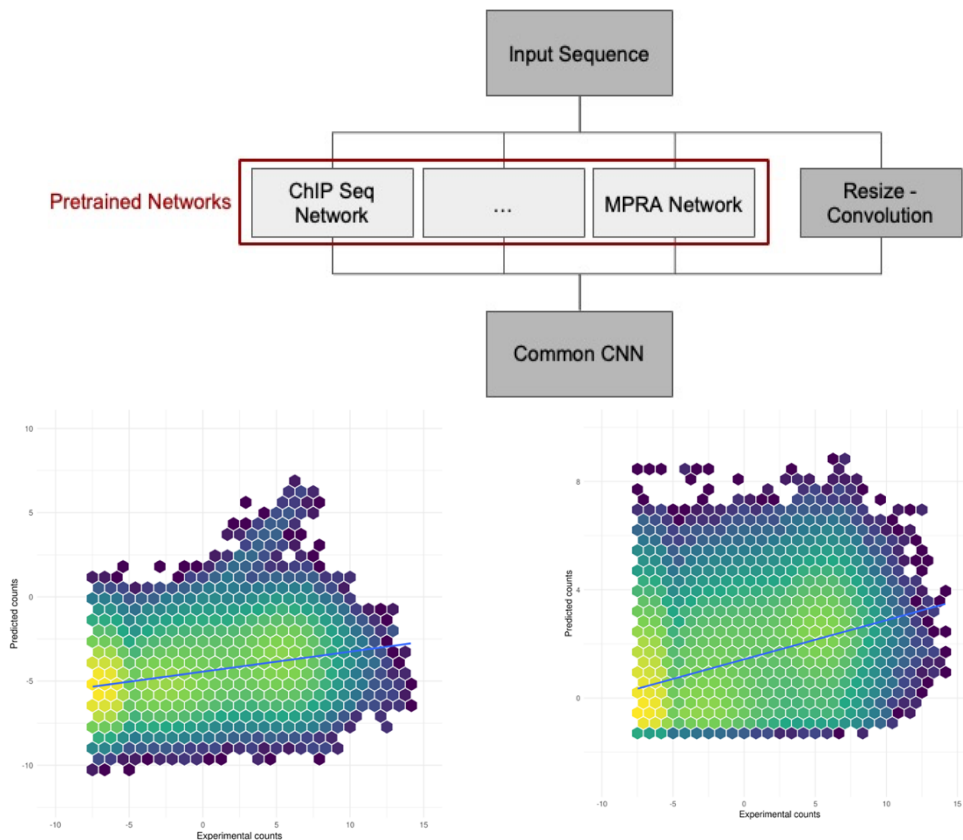 Input Sequence
Pretrained Networks
ChIP Seq
Network
...
MPRA Network
Resize -
Convolution
Common CNN
10
5
0
-5
-10
Predicted counts
-10
-5
0
5
10
15
Experimental counts
8
4
0
Predicted counts
-10
-5
0
5
10
15
Experimental counts